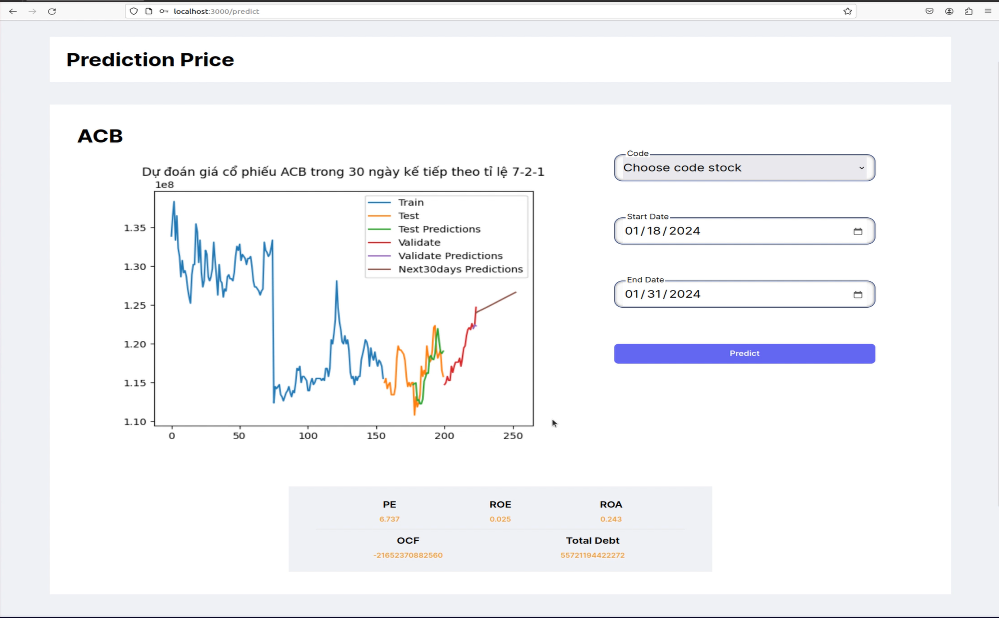 localhost:3000/predict
Prediction Price
ACB
Dự đoán giá cổ phiếu ACB trong 30 ngày kế tiếp theo tỉ lệ 7-2-1
1e8
1.35
1.30
1.25
1.20
1.15
1.10
0 50 100 150 200 250
Train
Test
Test Predictions
Validate
Validate Predictions
Next30days Predictions
Code
Choose code stock
Start Date
01/18/2024
End Date
01/31/2024
Predict
PE ROE ROA
6.737 0.025 0.243
OCF Total Debt
-21652370882560 55721194422272